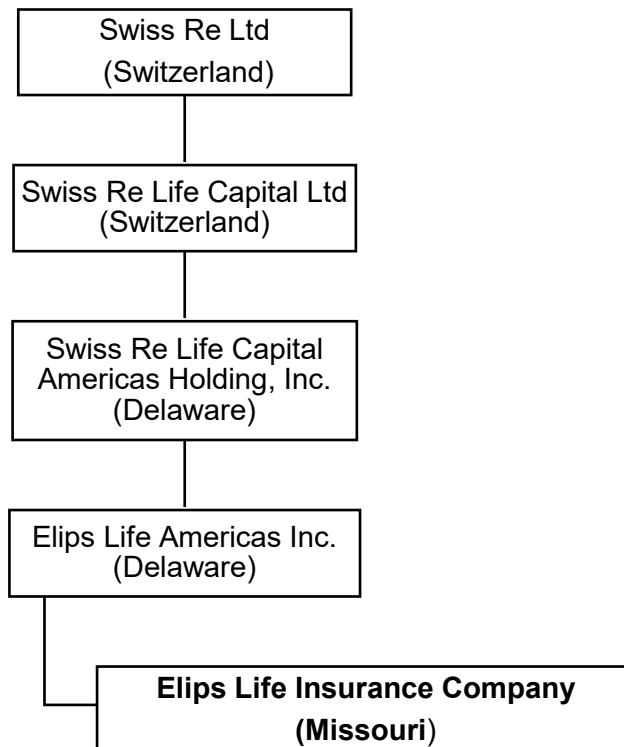 Swiss Re Ltd
(Switzerland)
Swiss Re Life Capital Ltd
(Switzerland)
Swiss Re Life Capital
Americas Holding, Inc.
(Delaware)
Elips Life Americas Inc.
(Delaware)
Elips Life Insurance Company
(Missouri)